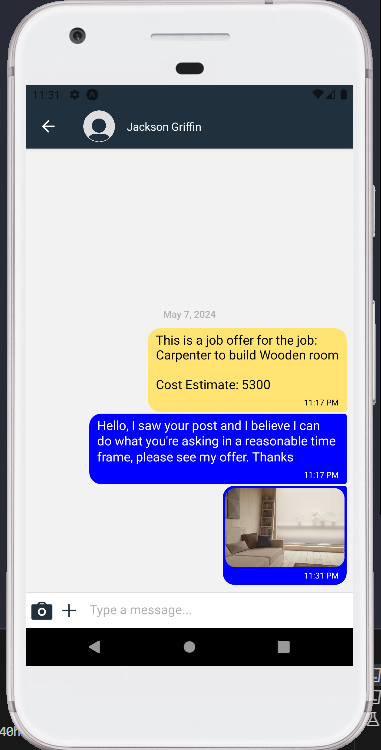 11:31
Jackson Griffin
May 7, 2024
This is a job offer for the job:
Carpenter to build Wooden room
Cost Estimate: 5300
11:17 PM
Hello, I saw your post and I believe I can
do what you're asking in a reasonable time
frame, please see my offer. Thanks
11:17 PM
11:31 PM
Type a message...